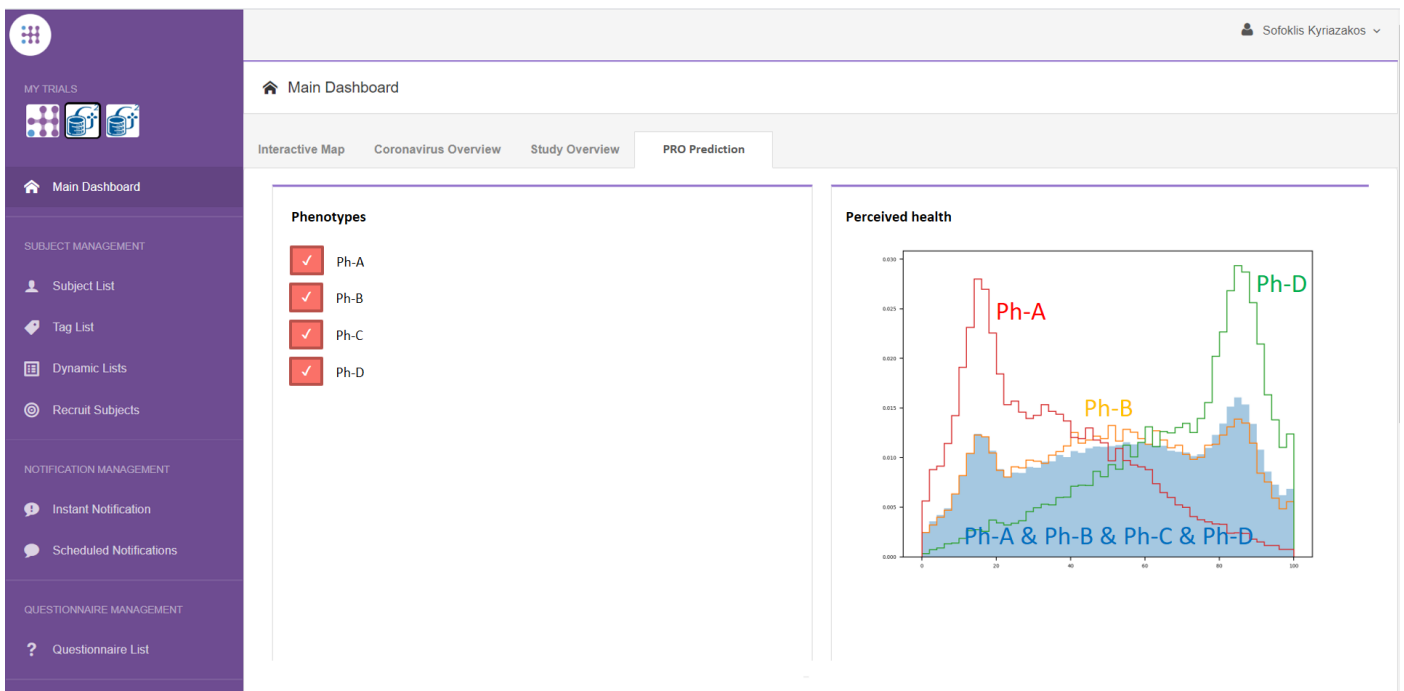 Sofoklis Kyriazakos
MY TRIALS
Main Dashboard
Interactive Map Coronavirus Overview Study Overview PRO Prediction
Main Dashboard
SUBJECT MANAGEMENT
Subject List
Tag List
Dynamic Lists
Recruit Subjects
NOTIFICATION MANAGEMENT
Instant Notification
Scheduled Notifications
QUESTIONNAIRE MANAGEMENT
? Questionnaire List
Phenotypes
Ph-A
Ph-B
Ph-C
Ph-D
Perceived health
0.030
0.025
0.020
0.015
0.010
0.005
0.000
Ph-A
Ph-D
Ph-B
Ph-A & Ph-B & Ph-C & Ph-D
0 20 40 60 80 100